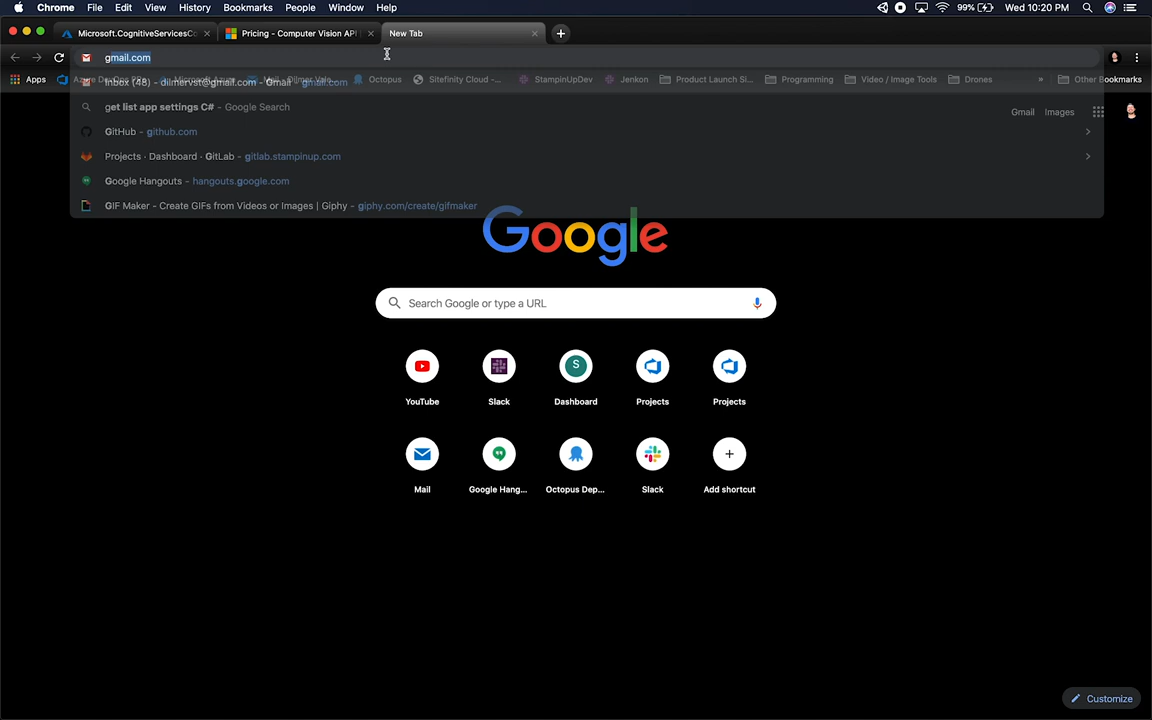 Chrome File Edit View History Bookmarks People Window Help 99% Wed 10:20 PM
Microsoft.CognitiveServicesCo Pricing - Computer Vision API New Tab
gmail.com
Apps Octopus Sitefinity Cloud -... StampinUpDev Jenkon Product Launch Sl... Programming Video / Image Tools Drones » Other Bookmarks
Inbox (48) - dilmervst@gmail.com - Gmail - gmail.com
get list app settings C# - Google Search
Gmail Images
GitHub - github.com
Projects · Dashboard · GitLab - gitlab.stampinup.com
Google Hangouts - hangouts.google.com
GIF Maker - Create GIFs from Videos or Images | Giphy - giphy.com/create/gifmaker
Google
Search Google or type a URL
S
YouTube Slack Dashboard Projects Projects
Mail Google Hang... Octopus Dep... Slack Add shortcut
Customize